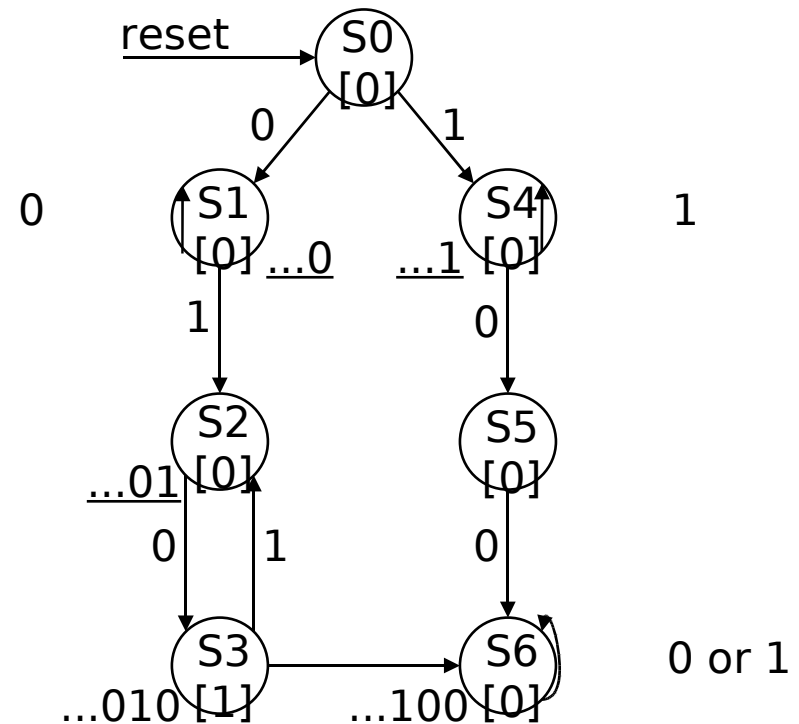 reset
S0
[0]
0
1
0
S1
[0]
...0
...1
S4
[0]
1
1
0
S2
[0]
...01
S5
[0]
0
1
0
S3
[1]
...010
S6
[0]
...100
0 or 1